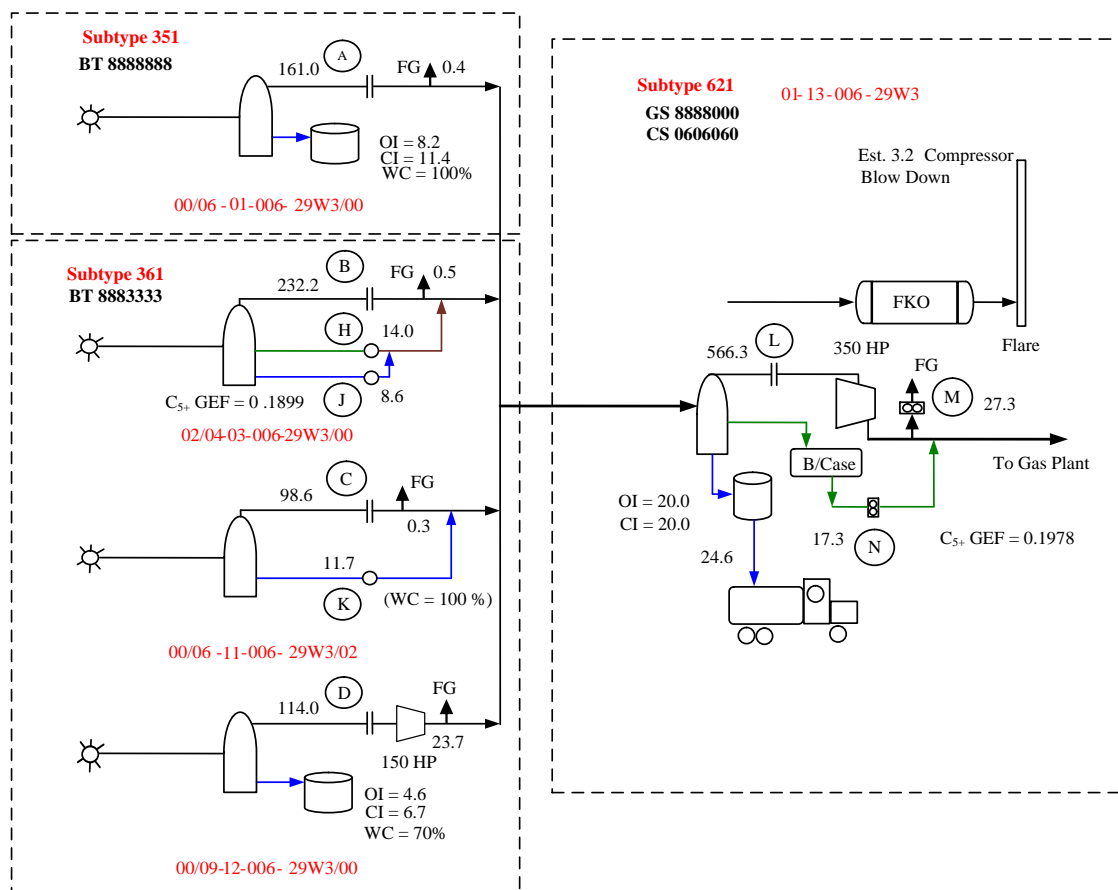 Subtype 351
BT 8888888
161.0
A
FG
0.4
OI = 8.2
CI = 11.4
WC = 100%
00/06 -01-006- 29W3/00
Subtype 361
BT 8883333
232.2
B
FG
0.5
H
14.0
J
8.6
C5+ GEF = 0 .1899
02/04-03-006-29W3/00
98.6
C
FG
0.3
11.7
K
(WC = 100 %)
00/06 -11-006- 29W3/02
114.0
D
FG
23.7
150 HP
OI = 4.6
CI = 6.7
WC = 70%
00/09-12-006- 29W3/00
Subtype 621
GS 8888000
CS 0606060
01- 13 -006 -29W3
Est. 3.2 Compressor
Blow Down
FKO
Flare
566.3
L
350 HP
FG
M
27.3
To Gas Plant
B/Case
OI = 20.0
CI = 20.0
17.3
N
C5+ GEF = 0.1978
24.6